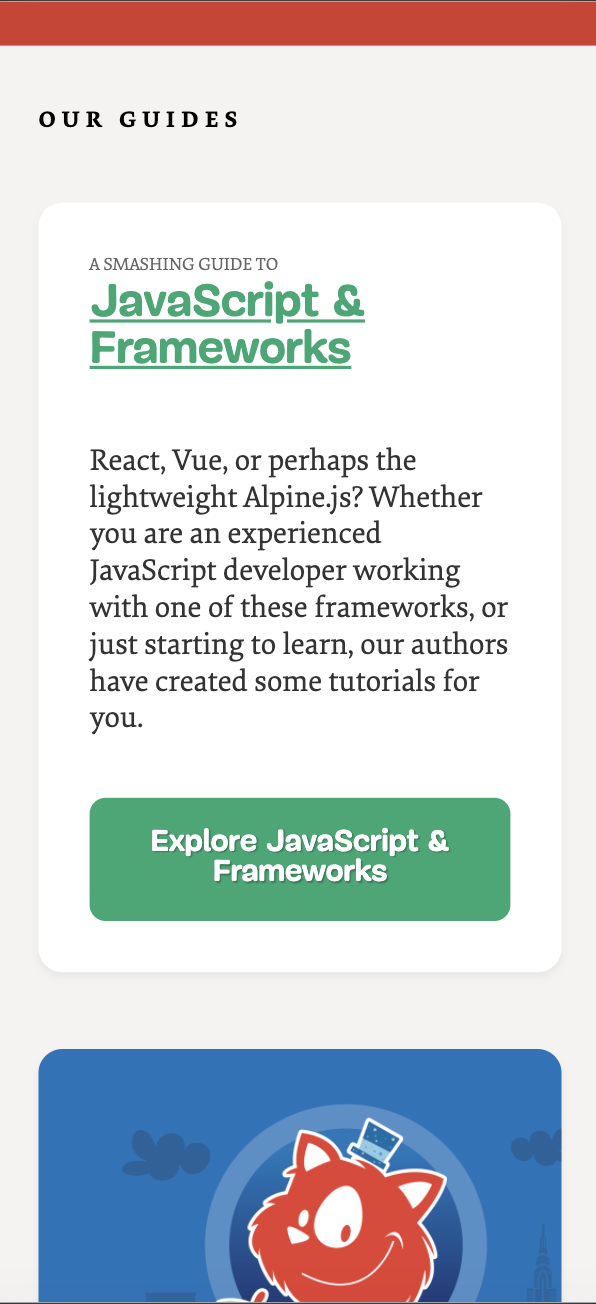 OUR GUIDES
A SMASHING GUIDE TO
JavaScript &
Frameworks
React, Vue, or perhaps the
lightweight Alpine.js? Whether
you are an experienced
JavaScript developer working
with one of these frameworks, or
just starting to learn, our authors
have created some tutorials for
you.
Explore JavaScript &
Frameworks